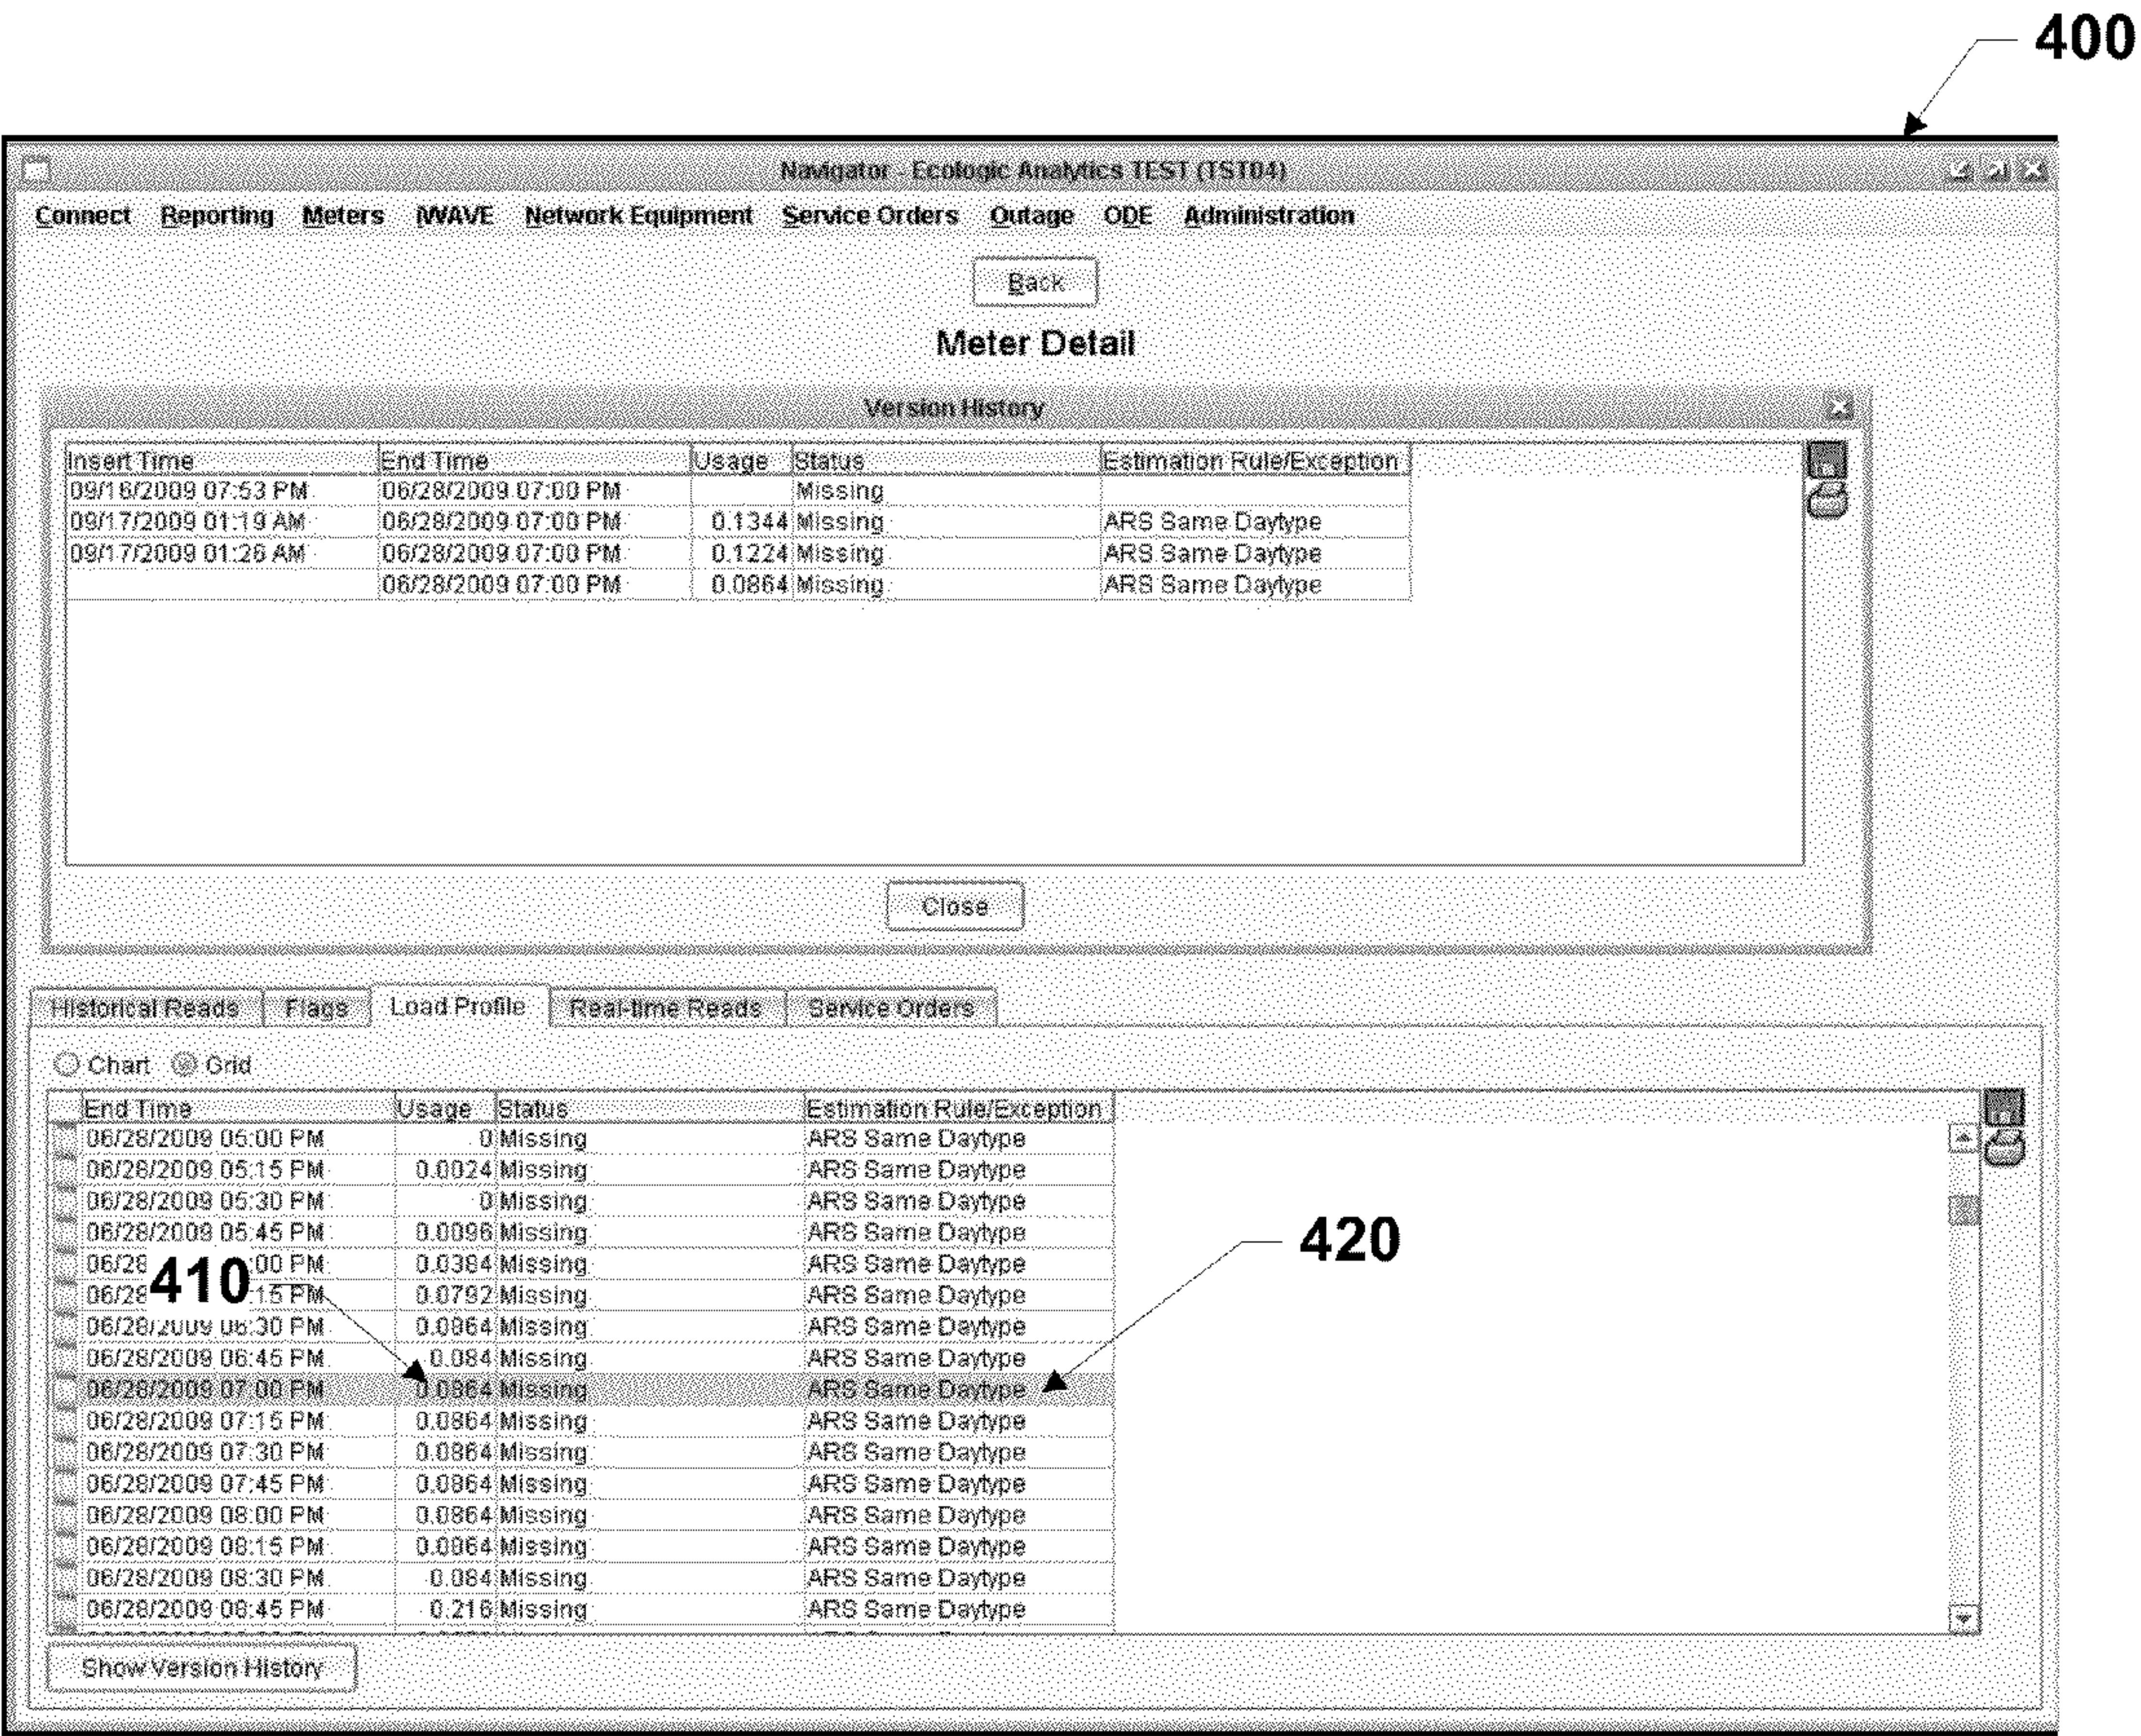 400
Navigator - Ecologic Analytics TEST (TST04)
Connect Reporting Meters iWAVE Network Equipment Service Orders Outage ODE Administration
Back
Meter Detail
Version History
Insert Time End Time Usage Status Estimation Rule/Exception
09/16/2009 07:53 PM 06/28/2009 07:00 PM Missing
09/17/2009 01:19 AM 06/28/2009 07:00 PM 0.1344 Missing ARS Same Daytype
09/17/2009 01:26 AM 06/28/2009 07:00 PM 0.1224 Missing ARS Same Daytype
06/28/2009 07:00 PM 0.0864 Missing ARS Same Daytype
Close
Historical Reads Flags Load Profile Real-time Reads Service Orders
Chart Grid
End Time Usage Status Estimation Rule/Exception
06/28/2009 05:00 PM 0 Missing ARS Same Daytype
06/28/2009 05:15 PM 0.0024 Missing ARS Same Daytype
06/28/2009 05:30 PM 0 Missing ARS Same Daytype
06/28/2009 05:45 PM 0.0096 Missing ARS Same Daytype
420
06/28 :00 PM 0.0384 Missing ARS Same Daytype
410
06/28 :15 PM 0.0792 Missing ARS Same Daytype
06/28/2009 06:30 PM 0.0864 Missing ARS Same Daytype
06/28/2009 06:45 PM 0.084 Missing ARS Same Daytype
06/28/2009 07:00 PM 0.0864 Missing ARS Same Daytype
06/28/2009 07:15 PM 0.0864 Missing ARS Same Daytype
06/28/2009 07:30 PM 0.0864 Missing ARS Same Daytype
06/28/2009 07:45 PM 0.0864 Missing ARS Same Daytype
06/28/2009 08:00 PM 0.0864 Missing ARS Same Daytype
06/28/2009 08:15 PM 0.0864 Missing ARS Same Daytype
06/28/2009 08:30 PM 0.084 Missing ARS Same Daytype
06/28/2009 08:45 PM 0.216 Missing ARS Same Daytype
Show Version History